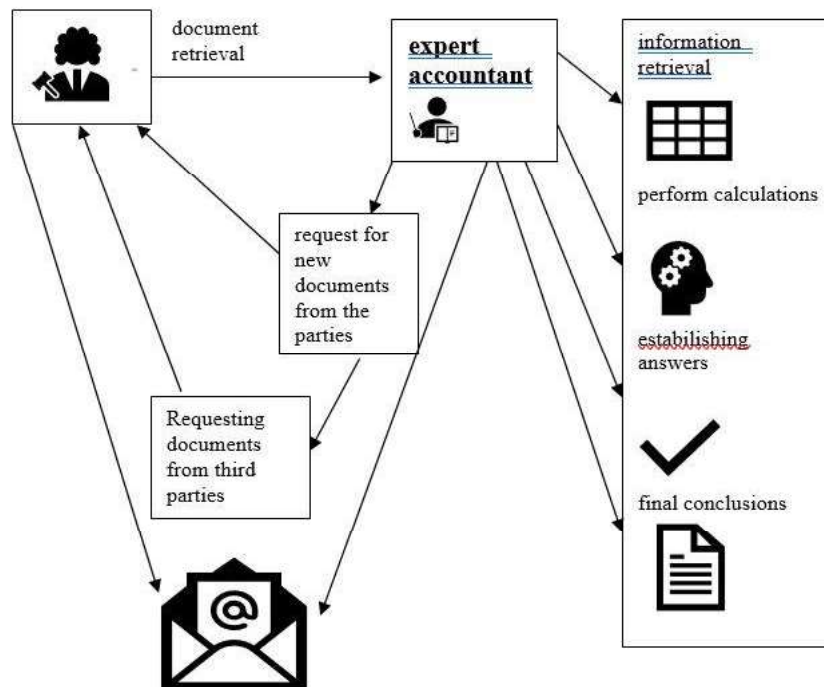 document
retrieval
expert
accountant
information
retrieval
perform calculations
request for
new
documents
from the
parties
estabilishing
answers
Requesting
documents
from third
parties
final conclusions
@